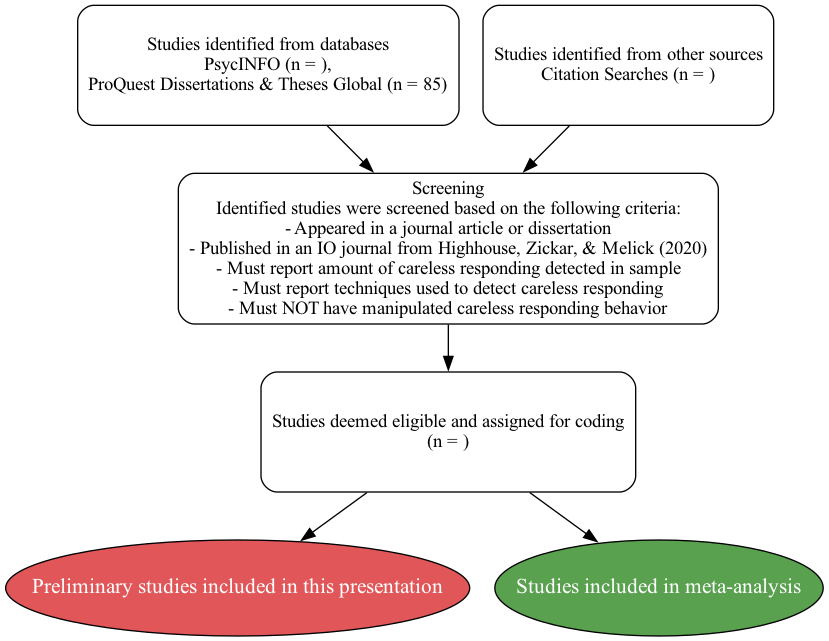 Studies identified from databases
PsycINFO (n = ),
ProQuest Dissertations & Theses Global (n = 85)
Studies identified from other sources
Citation Searches (n = )
Screening
Identified studies were screened based on the following criteria:
- Appeared in a journal article or dissertation
- Published in an IO journal from Highhouse, Zickar, & Melick (2020)
- Must report amount of careless responding detected in sample
- Must report techniques used to detect careless responding
- Must NOT have manipulated careless responding behavior
Studies deemed eligible and assigned for coding
(n = )
Preliminary studies included in this presentation
Studies included in meta-analysis